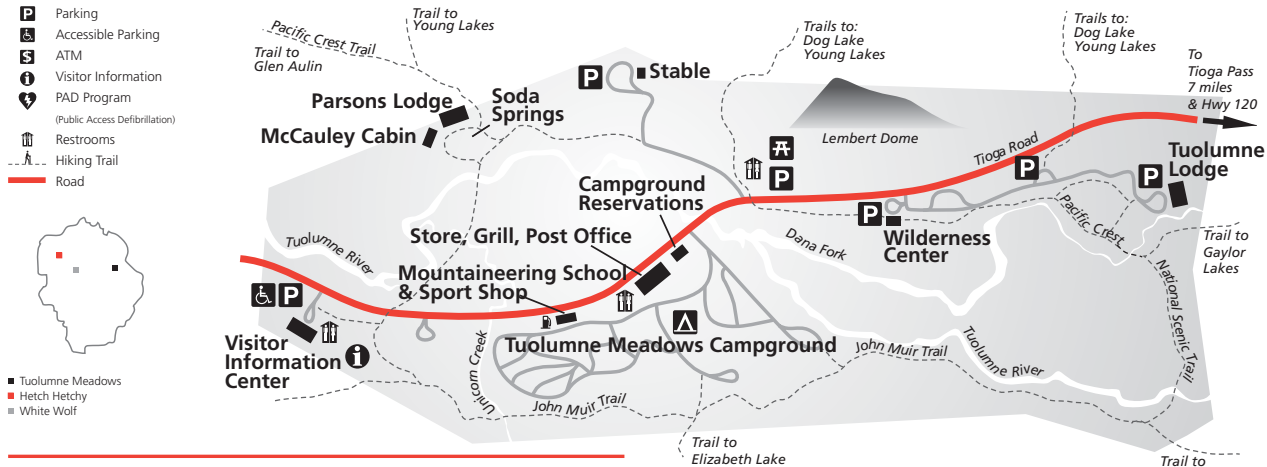 P Parking
Accessible Parking
$ ATM
i Visitor Information
PAD Program
(Public Access Defibrillation)
Restrooms
Hiking Trail
Road
Tuolumne Meadows
Hetch Hetchy
White Wolf
Trail to
Young Lakes
Pacific Crest Trail
Trail to
Glen Aulin
Parsons Lodge
McCauley Cabin
Soda
Springs
P
Stable
Trails to:
Dog Lake
Young Lakes
Trails to:
Dog Lake
Young Lakes
To
Tioga Pass
7 miles
& Hwy 120
Lembert Dome
Tioga Road
P
P
P
Tuolumne
Lodge
P
Wilderness
Center
Pacific Crest
National Scenic Trail
Trail to
Gaylor
Lakes
Campground
Reservations
Store, Grill, Post Office
Mountaineering School
& Sport Shop
Dana Fork
Tuolumne River
P
Visitor
Information
Center
i
Unicorn Creek
Tuolumne Meadows Campground
John Muir Trail
Tuolumne River
John Muir Trail
Trail to
Elizabeth Lake
Trail to